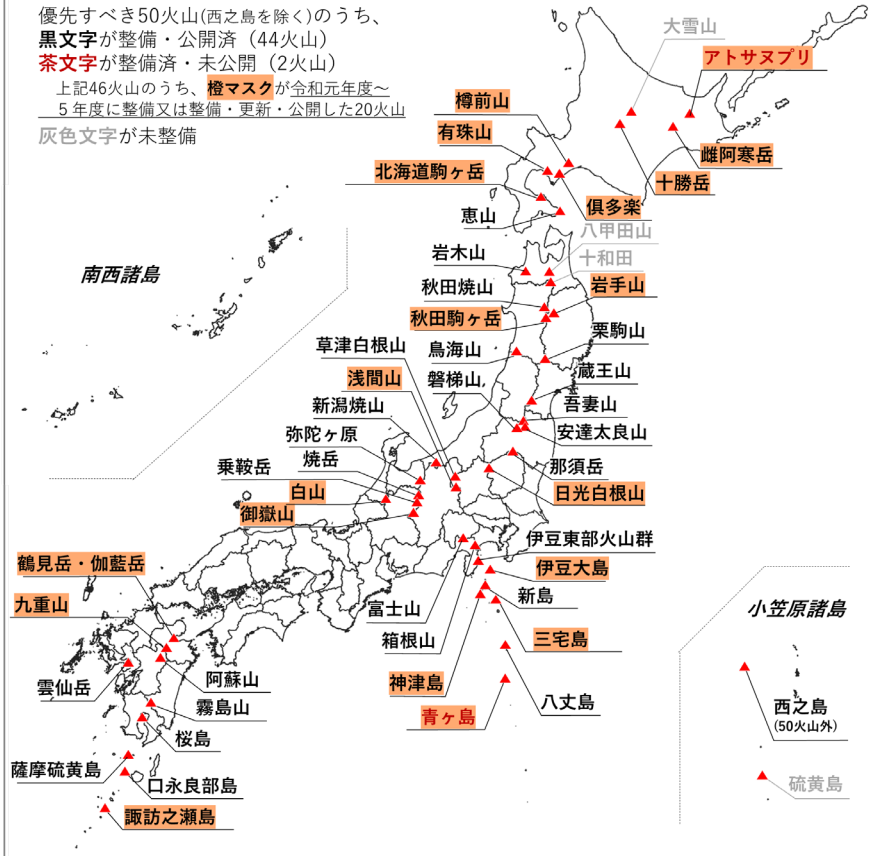 優先すべき50火山(西之島を除く)のうち、
黒文字が整備・公開済（44火山）
茶文字が整備済・未公開（2火山）
上記46火山のうち、橙マスクが令和元年度～
５年度に整備又は整備・更新・公開した20火山
灰色文字が未整備
大雪山
アトサヌプリ
樽前山
有珠山
雌阿寒岳
北海道駒ヶ岳
十勝岳
倶多楽
恵山
八甲田山
岩木山
十和田
南西諸島
秋田焼山
岩手山
秋田駒ヶ岳
栗駒山
草津白根山
鳥海山
浅間山
磐梯山
蔵王山
新潟焼山
吾妻山
弥陀ヶ原
安達太良山
焼岳
乗鞍岳
那須岳
白山
日光白根山
御嶽山
伊豆東部火山群
鶴見岳・伽藍岳
伊豆大島
九重山
新島
富士山
小笠原諸島
箱根山
三宅島
阿蘇山
雲仙岳
神津島
霧島山
青ヶ島
八丈島
西之島
(50火山外)
桜島
薩摩硫黄島
口永良部島
硫黄島
諏訪之瀬島